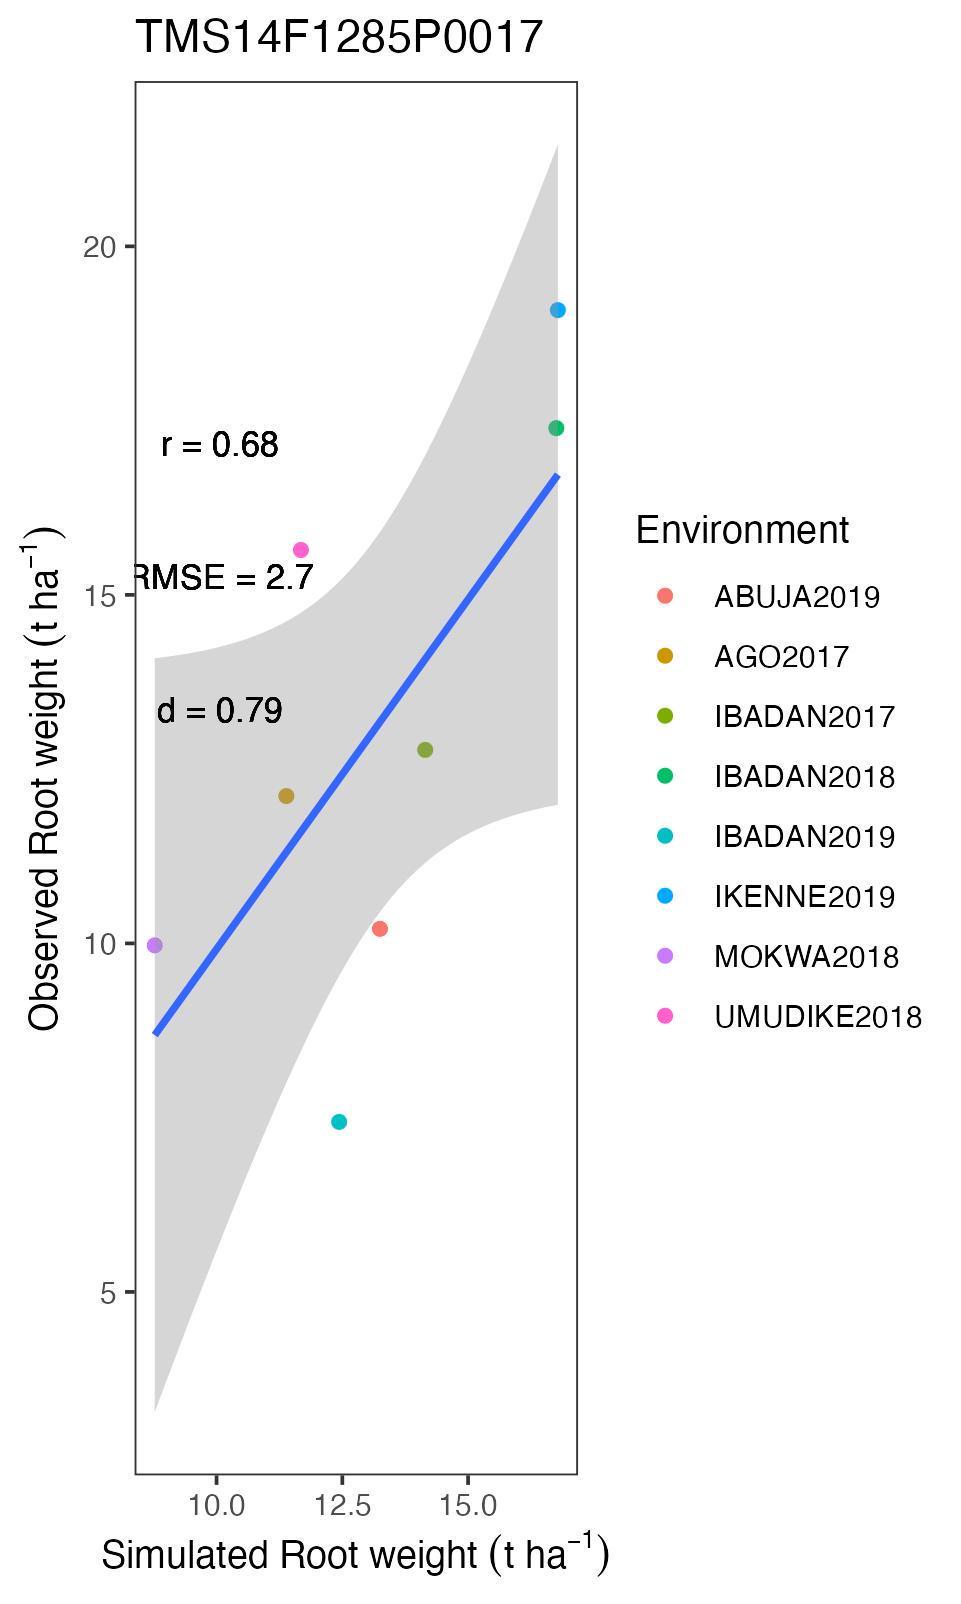 TMS14F1285P0017
Observed Root weight (t ha⁻¹)
20
15
10
5
r = 0.68
RMSE = 2.7
d = 0.79
10.0 12.5 15.0
Simulated Root weight (t ha⁻¹)
Environment
ABUJA2019
AGO2017
IBADAN2017
IBADAN2018
IBADAN2019
IKENNE2019
MOKWA2018
UMUDIKE2018